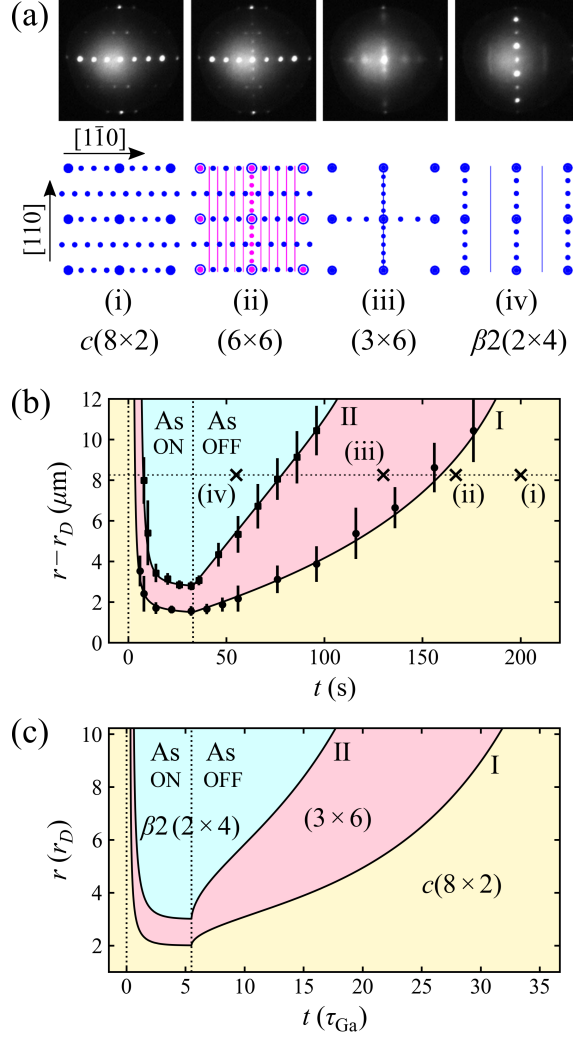 (a)
[11̄0]
[110]
(i) (ii) (iii) (iv)
c(8×2) (6×6) (3×6) β2(2×4)
(b)
12
10
8
6
4
2
0
r−r_D (μm)
As ON
As OFF
II
I
(iii)
(iv)
(ii)
(i)
0 50 100 150 200
t (s)
(c)
10
8
6
4
2
r (r_D)
As ON
As OFF
II
I
β2 (2 × 4)
(3 × 6)
c(8 × 2)
0 5 10 15 20 25 30 35
t (τ_Ga)